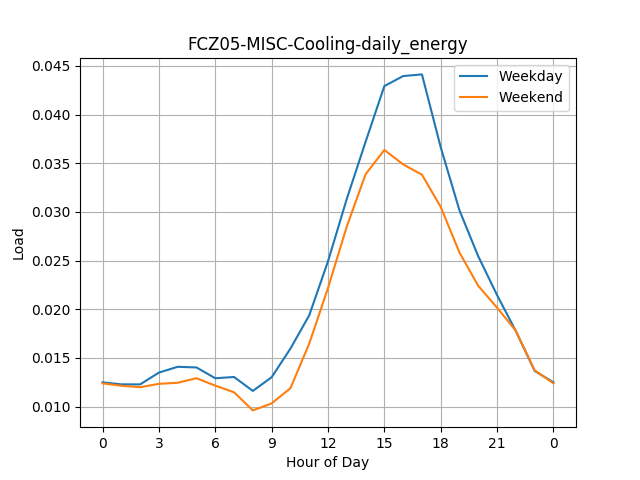 FCZ05-MISC-Cooling-daily_energy
0.045
0.040
0.035
0.030
0.025
0.020
0.015
0.010
Load
Weekday
Weekend
0 3 6 9 12 15 18 21 0
Hour of Day